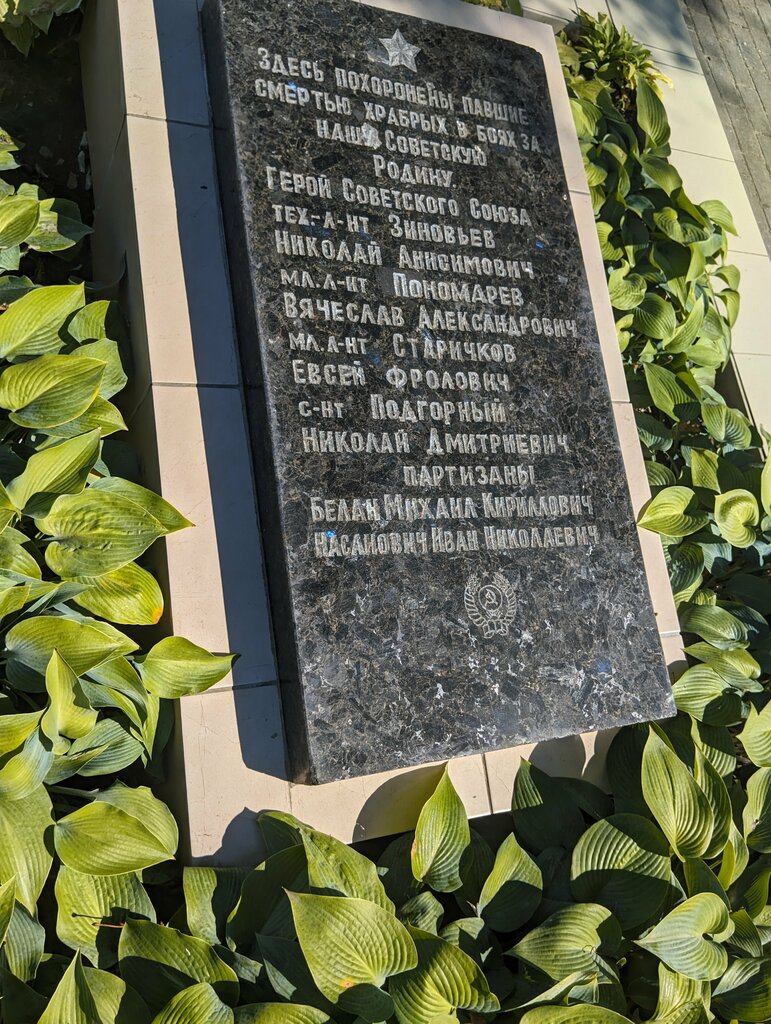 ЗДЕСЬ ПОХОРОНЕНЫ ПАВШИЕ
СМЕРТЬЮ ХРАБРЫХ В БОЯХ ЗА
НАШУ СОВЕТСКУЮ
РОДИНУ.
ГЕРОЙ СОВЕТСКОГО СОЮЗА
ТЕХ-Л-НТ ЗИНОВЬЕВ
НИКОЛАЙ АНИСИМОВИЧ
МЛ. Л-НТ ПОНОМАРЕВ
ВЯЧЕСЛАВ АЛЕКСАНДРОВИЧ
МЛ. Л-НТ СТАРИЧКОВ
ЕВСЕЙ ФРОЛОВИЧ
С-НТ ПОДГОРНЫЙ
НИКОЛАЙ ДМИТРИЕВИЧ
ПАРТИЗАНЫ
БЕЛАН МИХАИЛ КИРИЛЛОВИЧ
НАСАНОВИЧ ИВАН НИКОЛАЕВИЧ